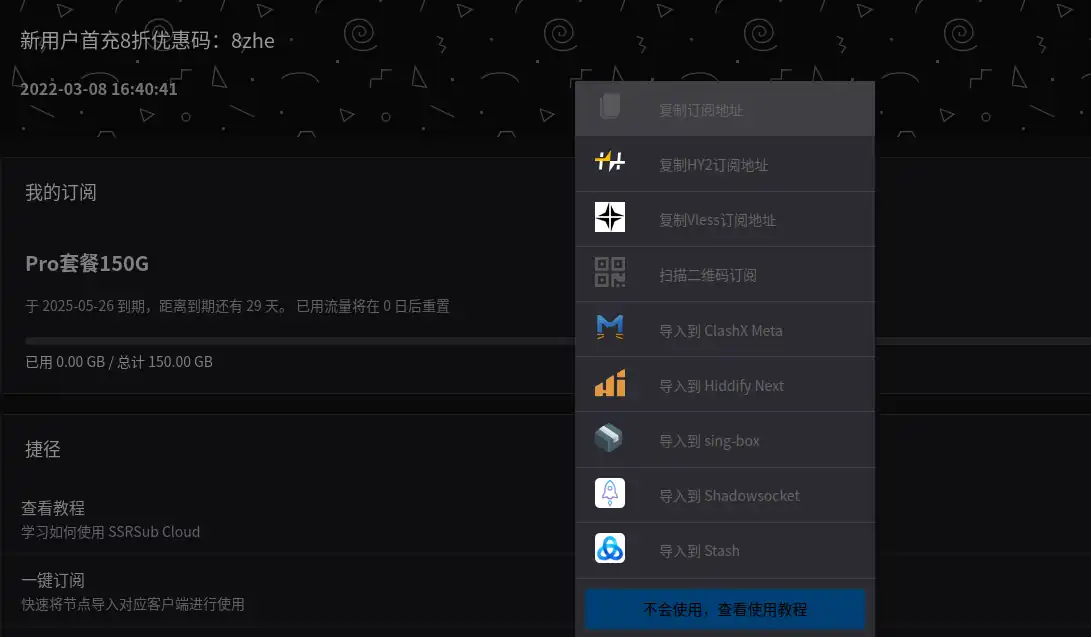 新用户首充8折优惠码：8zhe
2022-03-08 16:40:41
我的订阅
Pro套餐150G
于 2025-05-26 到期，距离到期还有 29 天。 已用流量将在 0 日后重置
已用 0.00 GB / 总计 150.00 GB
捷径
查看教程
学习如何使用 SSRSub Cloud
一键订阅
快速将节点导入对应客户端进行使用
复制订阅地址
复制HY2订阅地址
复制Vless订阅地址
扫描二维码订阅
导入到 ClashX Meta
导入到 Hiddify Next
导入到 sing-box
导入到 Shadowsocket
导入到 Stash
不会使用，查看使用教程